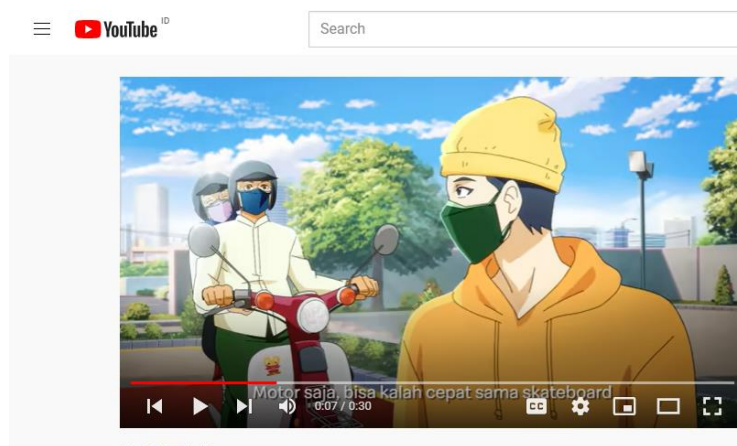 YouTube ID
Search
Motor saja, bisa kalah cepat sama skateboard
0:07 / 0:30
CC